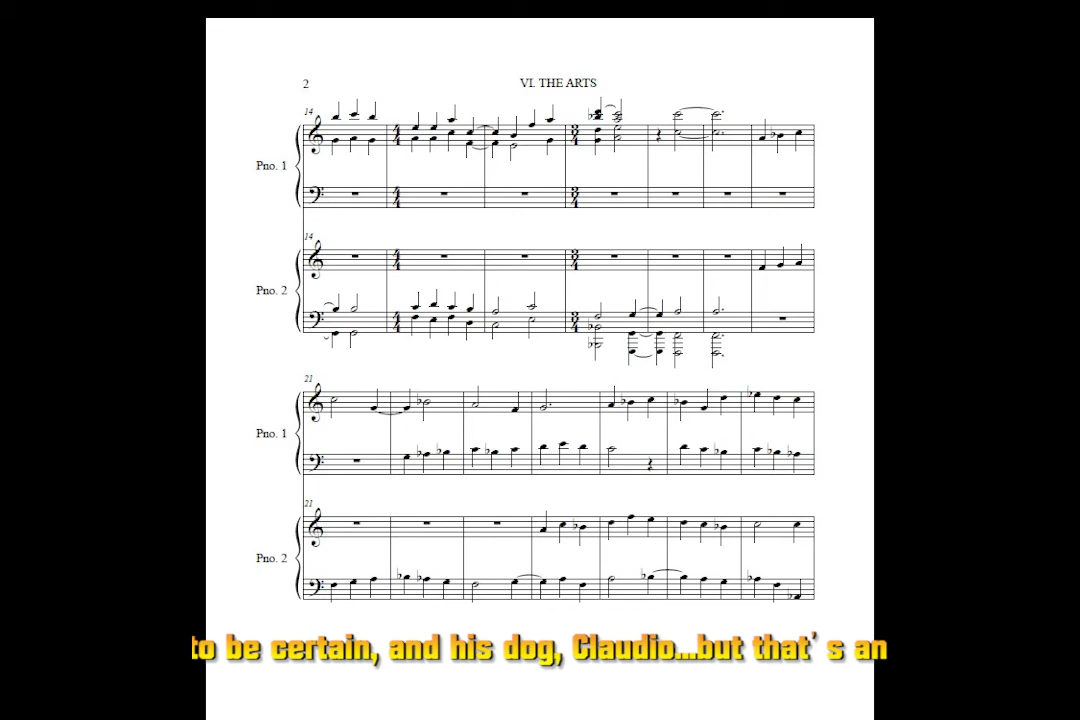 2 VI. THE ARTS
14
Pno. 1
14
Pno. 2
21
Pno. 1
21
Pno. 2
to be certain, and his dog, Claudio...but that's an